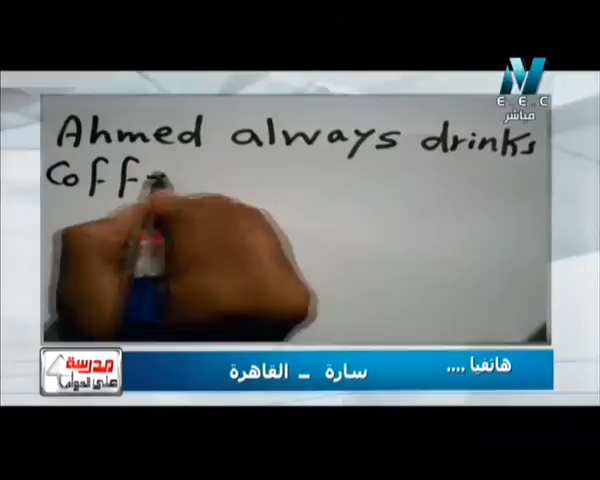 E.E.C
مباشر
Ahmed always drinks
Coff
هاتفيا ....
سارة - القاهرة
مدرسة
على الهواء